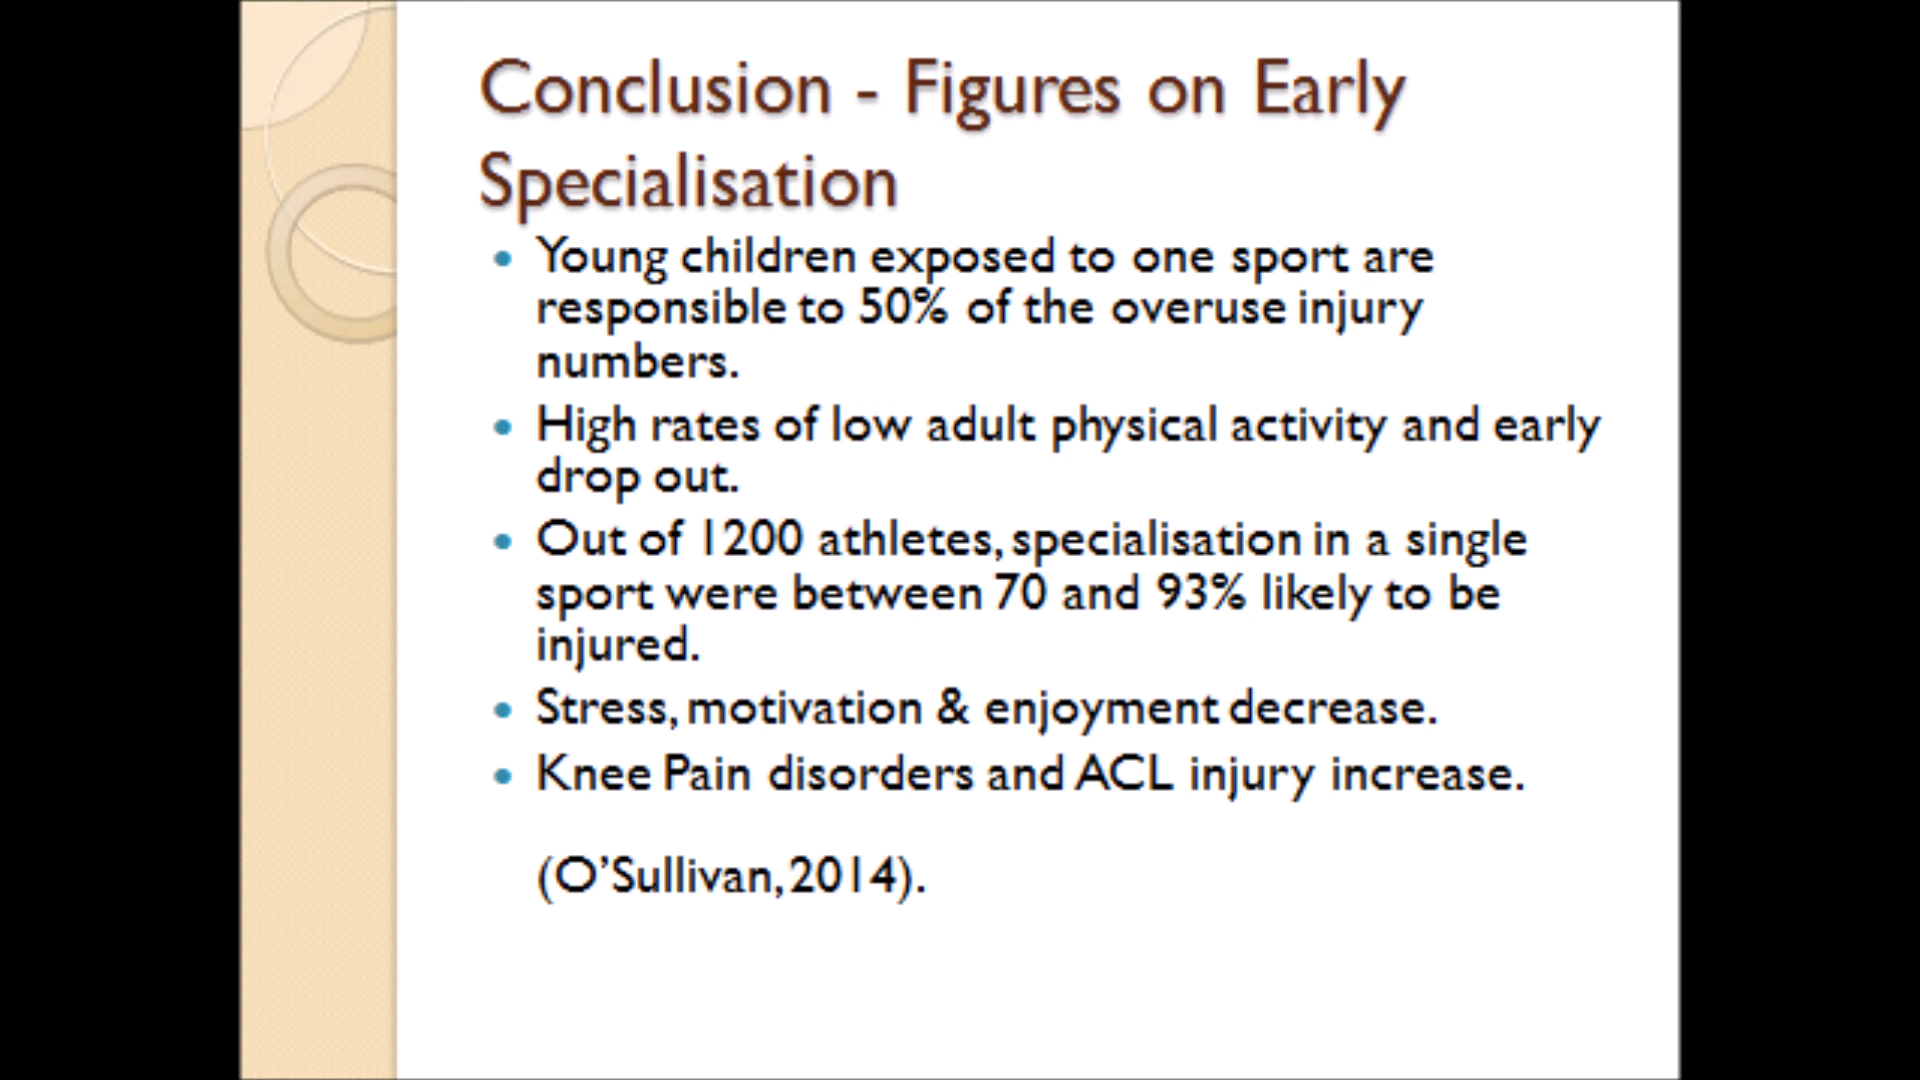 Conclusion - Figures on Early
Specialisation
• Young children exposed to one sport are
responsible to 50% of the overuse injury
numbers.
• High rates of low adult physical activity and early
drop out.
• Out of 1200 athletes, specialisation in a single
sport were between 70 and 93% likely to be
injured.
• Stress, motivation & enjoyment decrease.
• Knee Pain disorders and ACL injury increase.
(O’Sullivan, 2014).